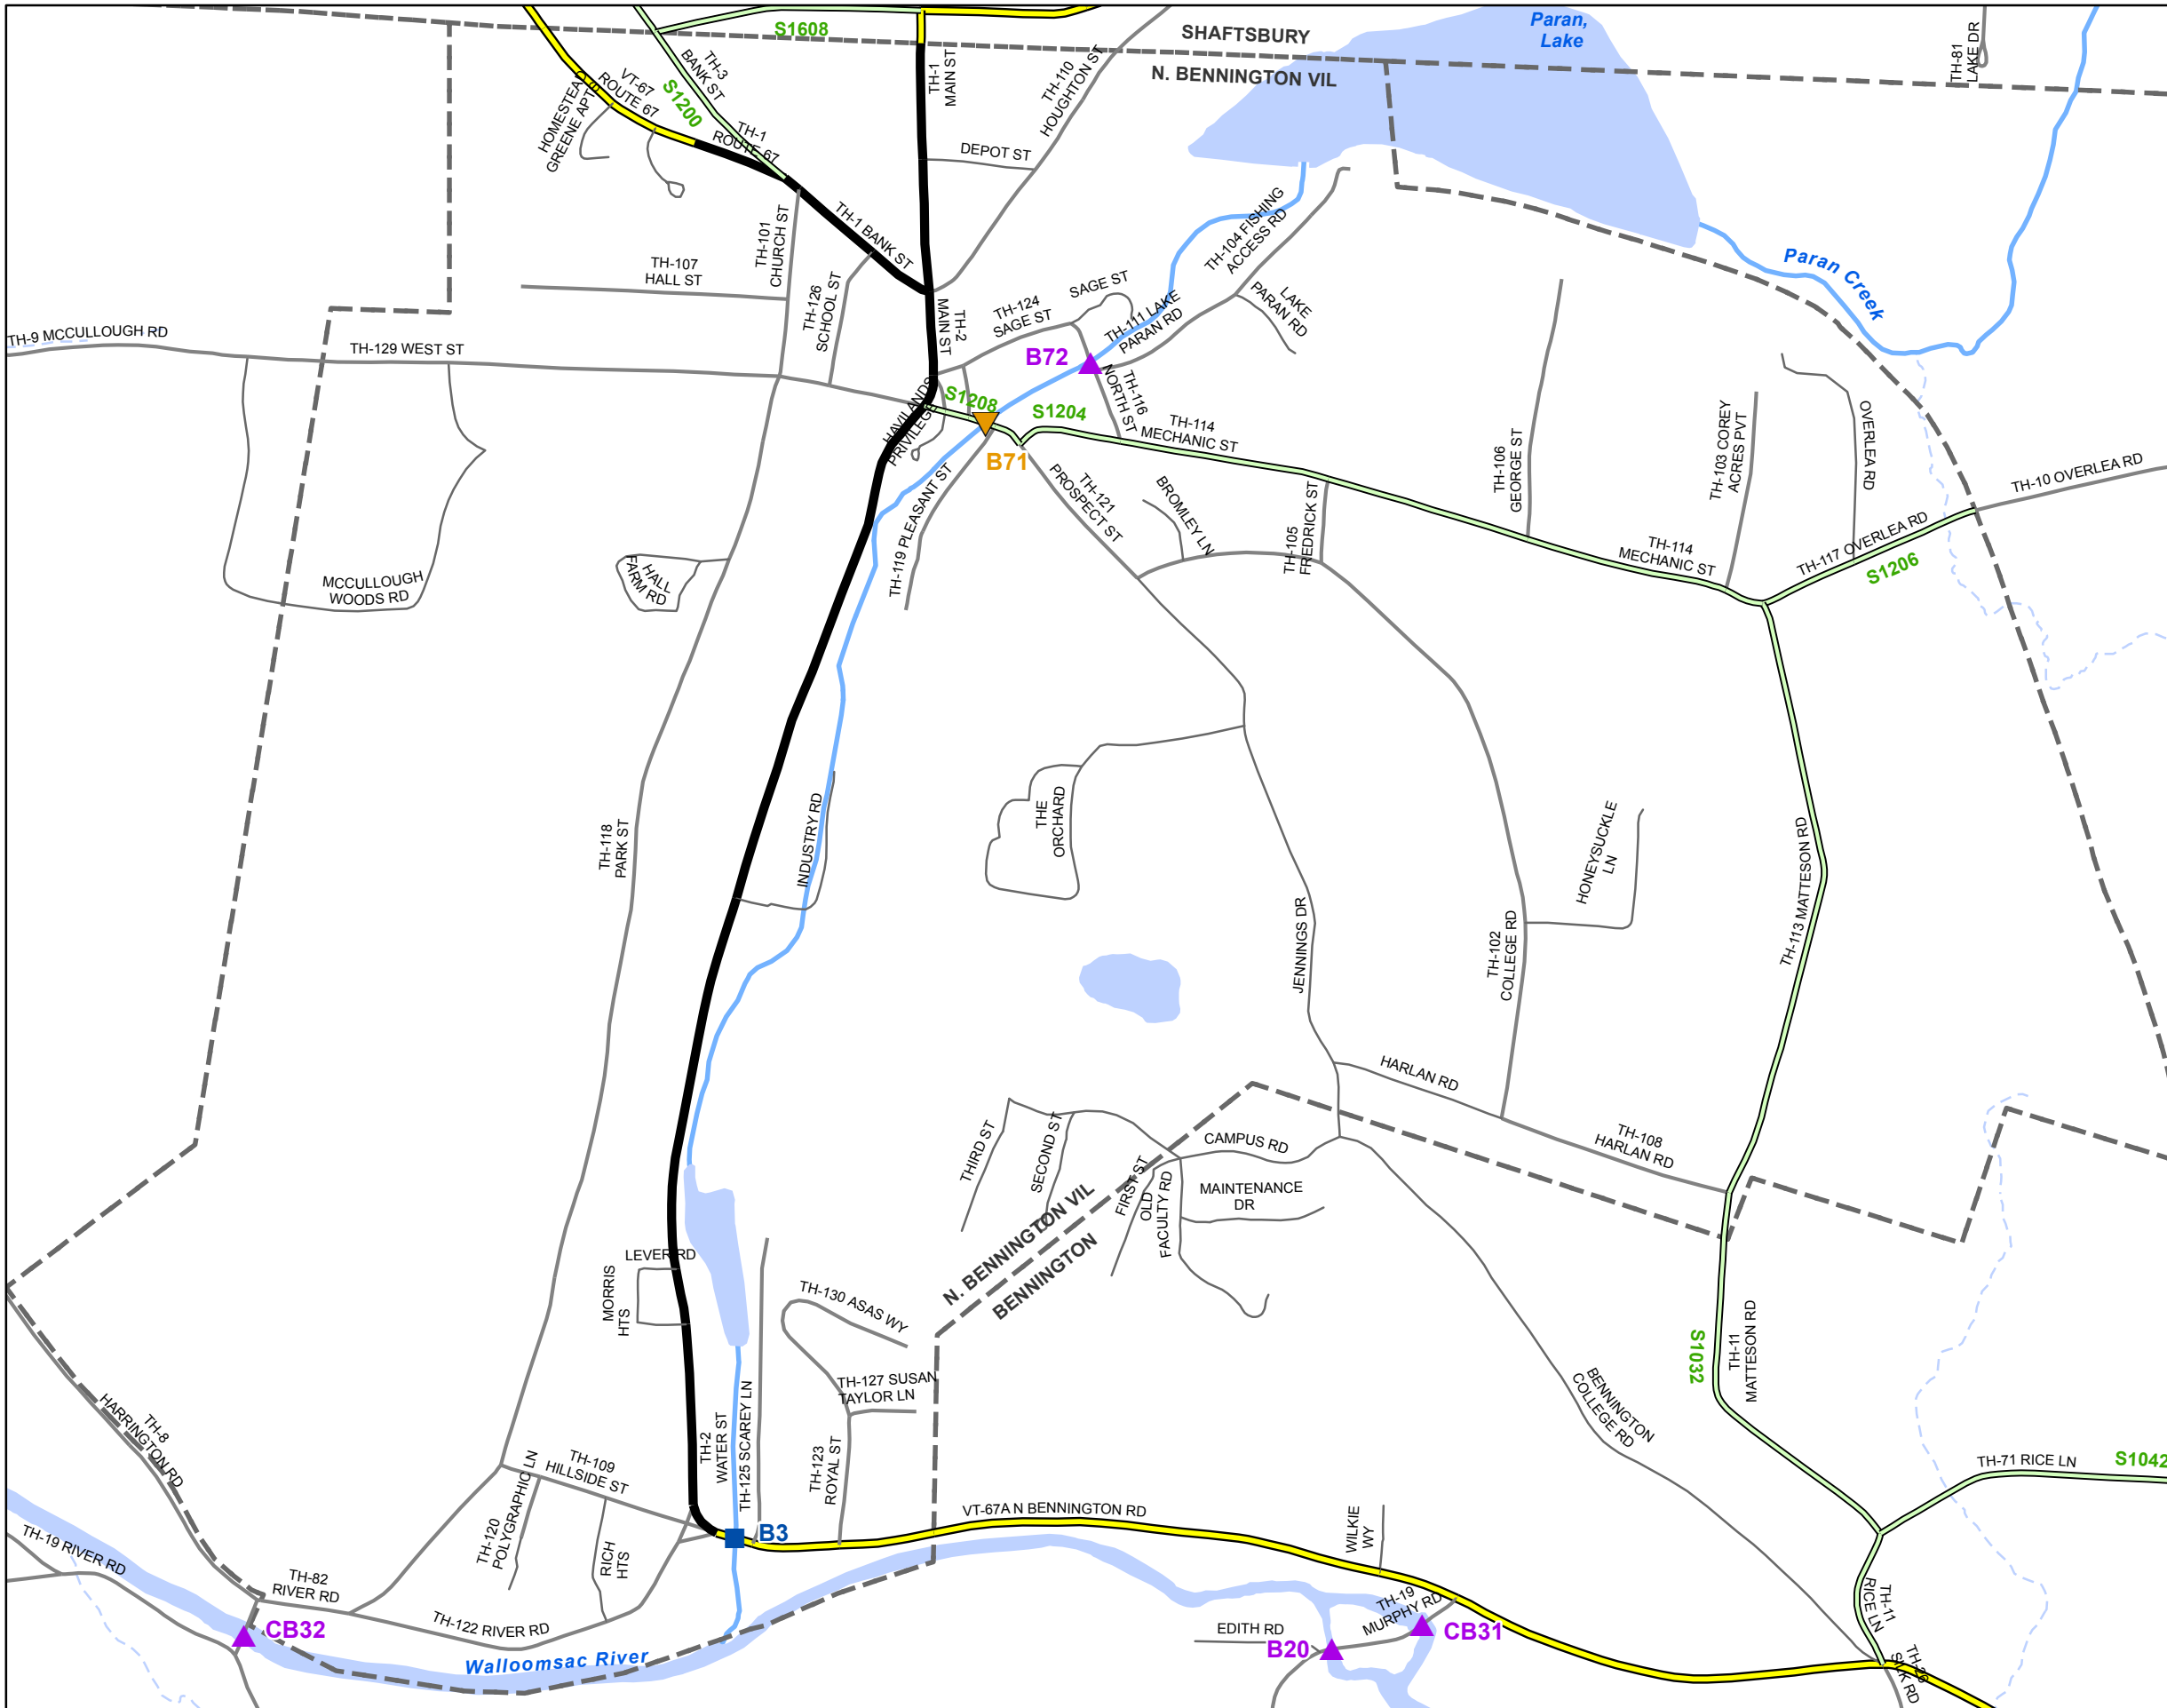 Paran,
Lake
SHAFTSBURY
N. BENNINGTON VIL
S1608
TH-81
LAKE DR
TH-3
BANK ST
S1200
VT-67
ROUTE 67
HOMESTEAD
GREENE APTS
TH-1
ROUTE 67
TH-1
MAIN ST
TH-110
HOUGHTON ST
DEPOT ST
TH-1 BANK ST
TH-101
CHURCH ST
TH-107
HALL ST
TH-126
SCHOOL ST
TH-104 FISHING
ACCESS RD
Paran Creek
SAGE ST
TH-124
SAGE ST
TH-111 LAKE
PARAN RD
LAKE
PARAN RD
TH-2
MAIN ST
TH-9 MCCULLOUGH RD
TH-129 WEST ST
B72
TH-116
NORTH ST
HAVILANDS
PRIVILEGE
S1208
S1204
B71
TH-114
MECHANIC ST
TH-119 PLEASANT ST
TH-121
PROSPECT ST
BROMLEY LN
TH-105
FREDRICK ST
TH-106
GEORGE ST
TH-103 COREY
ACRES PVT
OVERLEA RD
TH-10 OVERLEA RD
TH-114
MECHANIC ST
TH-117 OVERLEA RD
S1206
MCCULLOUGH
WOODS RD
HALL
FARM RD
TH-118
PARK ST
INDUSTRY RD
THE
ORCHARD
JENNINGS DR
TH-102
COLLEGE RD
HONEYSUCKLE
LN
TH-113 MATTESON RD
HARLAN RD
TH-108
HARLAN RD
THIRD ST
SECOND ST
FIRST ST
OLD
FACULTY RD
CAMPUS RD
MAINTENANCE
DR
N. BENNINGTON VIL
BENNINGTON
LEVER RD
MORRIS
HTS
TH-130 ASAS WY
TH-127 SUSAN
TAYLOR LN
TH-2
WATER ST
TH-125 SCAREY LN
TH-123
ROYAL ST
S1032
TH-11
MATTESON RD
BENNINGTON
COLLEGE RD
TH-8
HARRINGTON RD
TH-109
HILLSIDE ST
TH-120
POLYGRAPHIC LN
RICH
HTS
B3
VT-67A N BENNINGTON RD
WILKIE
WY
TH-71 RICE LN
S1042
TH-19 RIVER RD
TH-82
RIVER RD
TH-122 RIVER RD
CB32
Walloomsac River
EDITH RD
B20
TH-19
MURPHY RD
CB31
TH-11
RICE LN
SILK RD